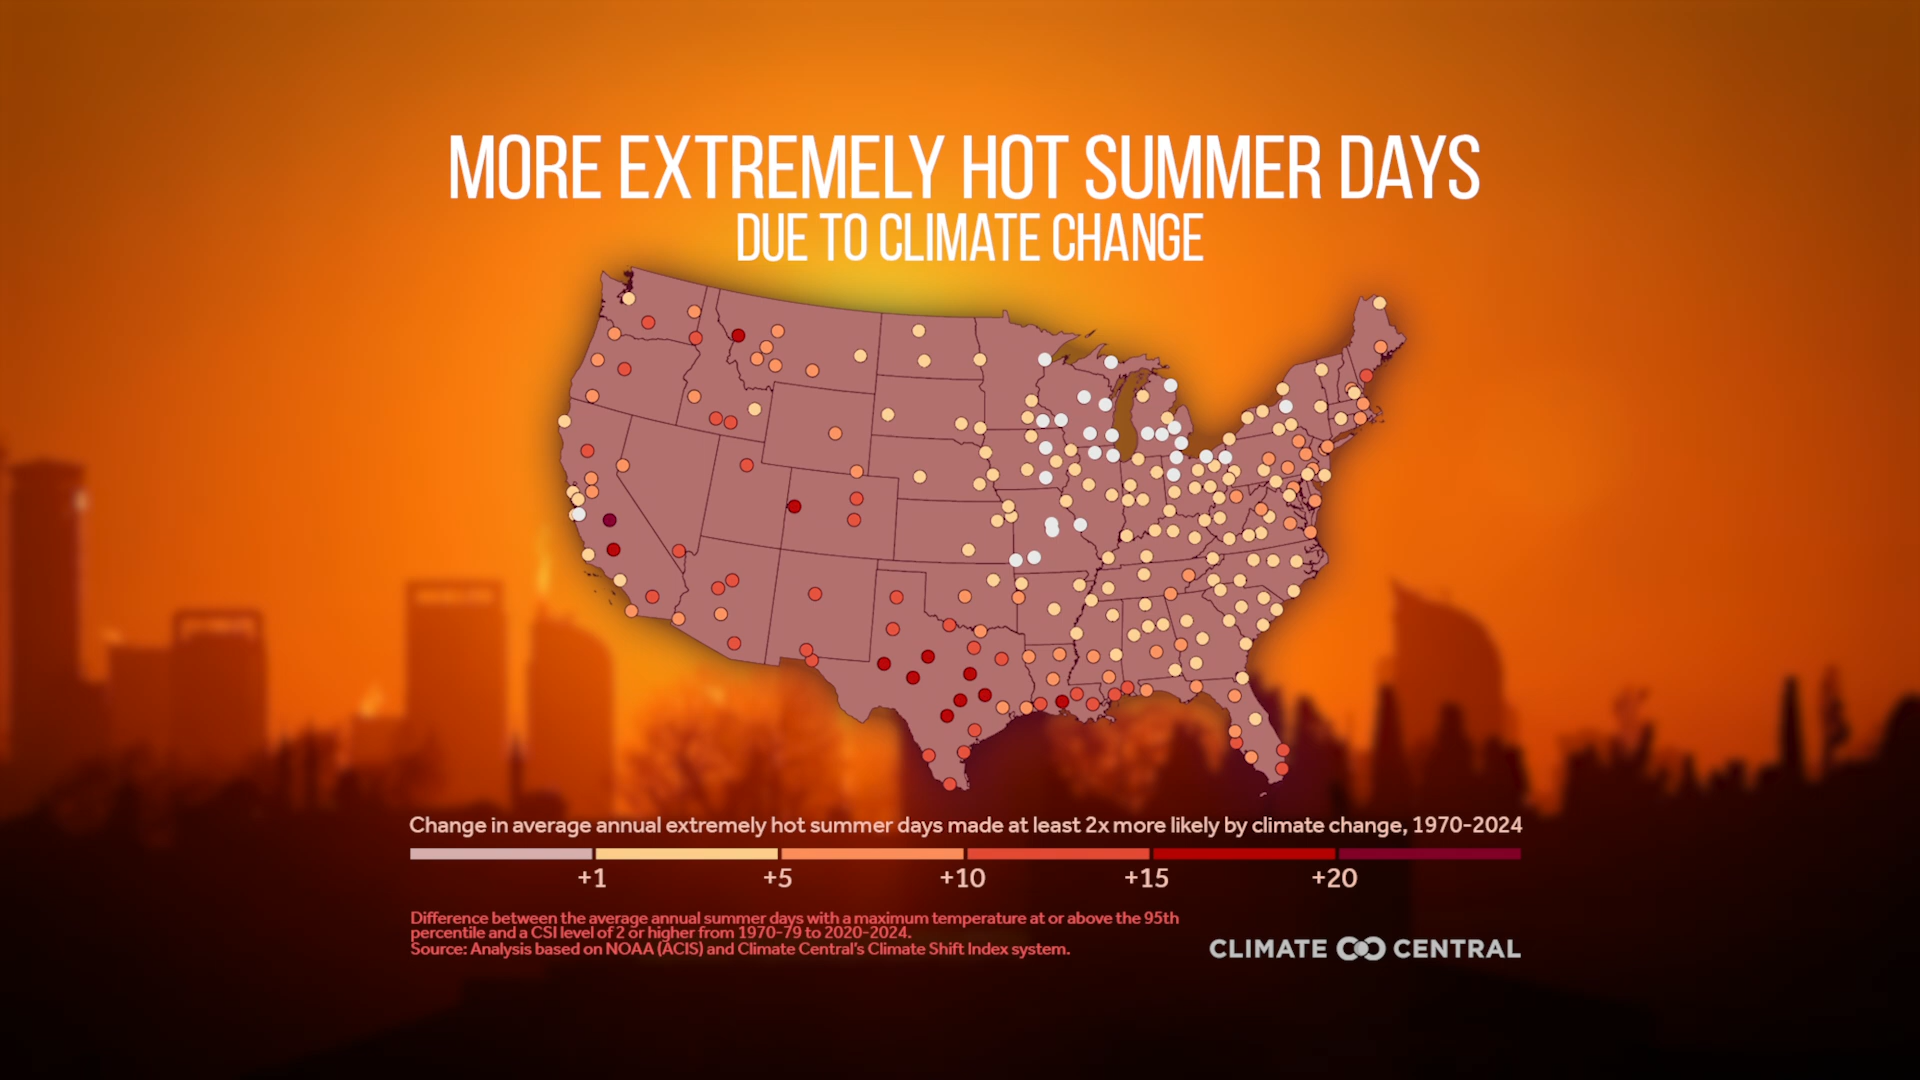 MORE EXTREMELY HOT SUMMER DAYS
DUE TO CLIMATE CHANGE
Change in average annual extremely hot summer days made at least 2x more likely by climate change, 1970-2024
+1 +5 +10 +15 +20
Difference between the average annual summer days with a maximum temperature at or above the 95th
percentile and a CSI level of 2 or higher from 1970-79 to 2020-2024.
Source: Analysis based on NOAA (ACIS) and Climate Central's Climate Shift Index system.
CLIMATE CENTRAL